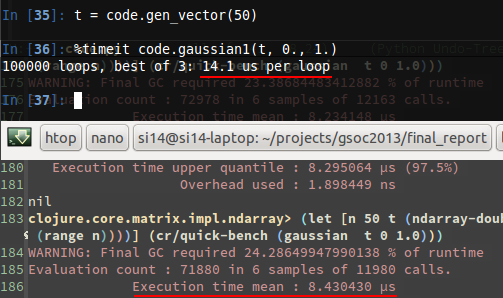 In [35]: t = code.gen_vector(50)
In [36]: %timeit code.gaussian1(t, 0., 1.)
100000 loops, best of 3: 14.1 us per loop
WARNING: Final GC required 23.38684483412882 % of runtime
Evaluation count : 72978 in 6 samples of 12163 calls.
Execution time mean : 8.234148 µs
In [37]:
htop nano si14@si14-laptop: ~/projects/gsoc2013/final_report
180 Execution time upper quantile : 8.295064 µs (97.5%)
181 Overhead used : 1.898449 ns
182 nil
183 clojure.core.matrix.impl.ndarray> (let [n 50 t (ndarray-dou
(range n))))] (cr/quick-bench (gaussian t 0 1.0)))
184 WARNING: Final GC required 24.28649947990138 % of runtime
185 Evaluation count : 71880 in 6 samples of 11980 calls.
186 Execution time mean : 8.430430 µs